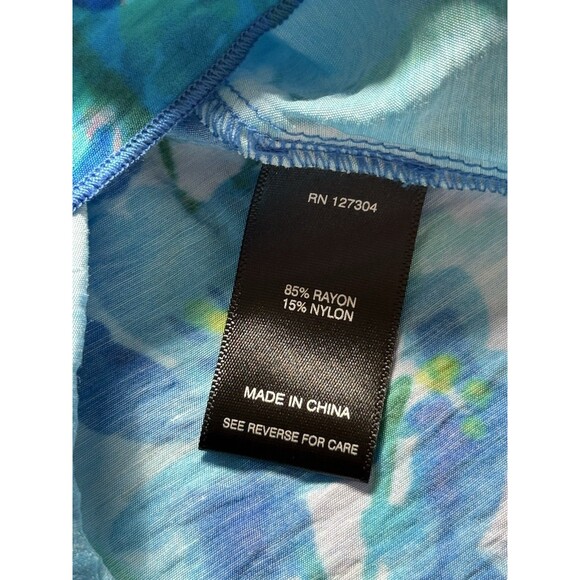 RN 127304
85% RAYON
15% NYLON
MADE IN CHINA
SEE REVERSE FOR CARE